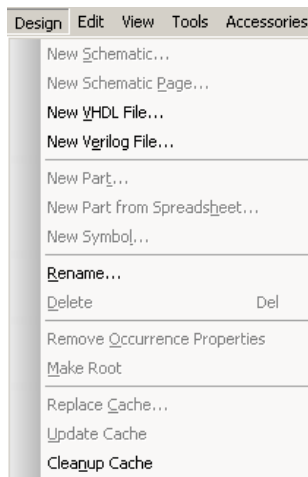 Design Edit View Tools Accessories
New Schematic...
New Schematic Page...
New VHDL File...
New Verilog File...
New Part...
New Part from Spreadsheet...
New Symbol...
Rename...
Delete Del
Remove Occurrence Properties
Make Root
Replace Cache...
Update Cache
Cleanup Cache